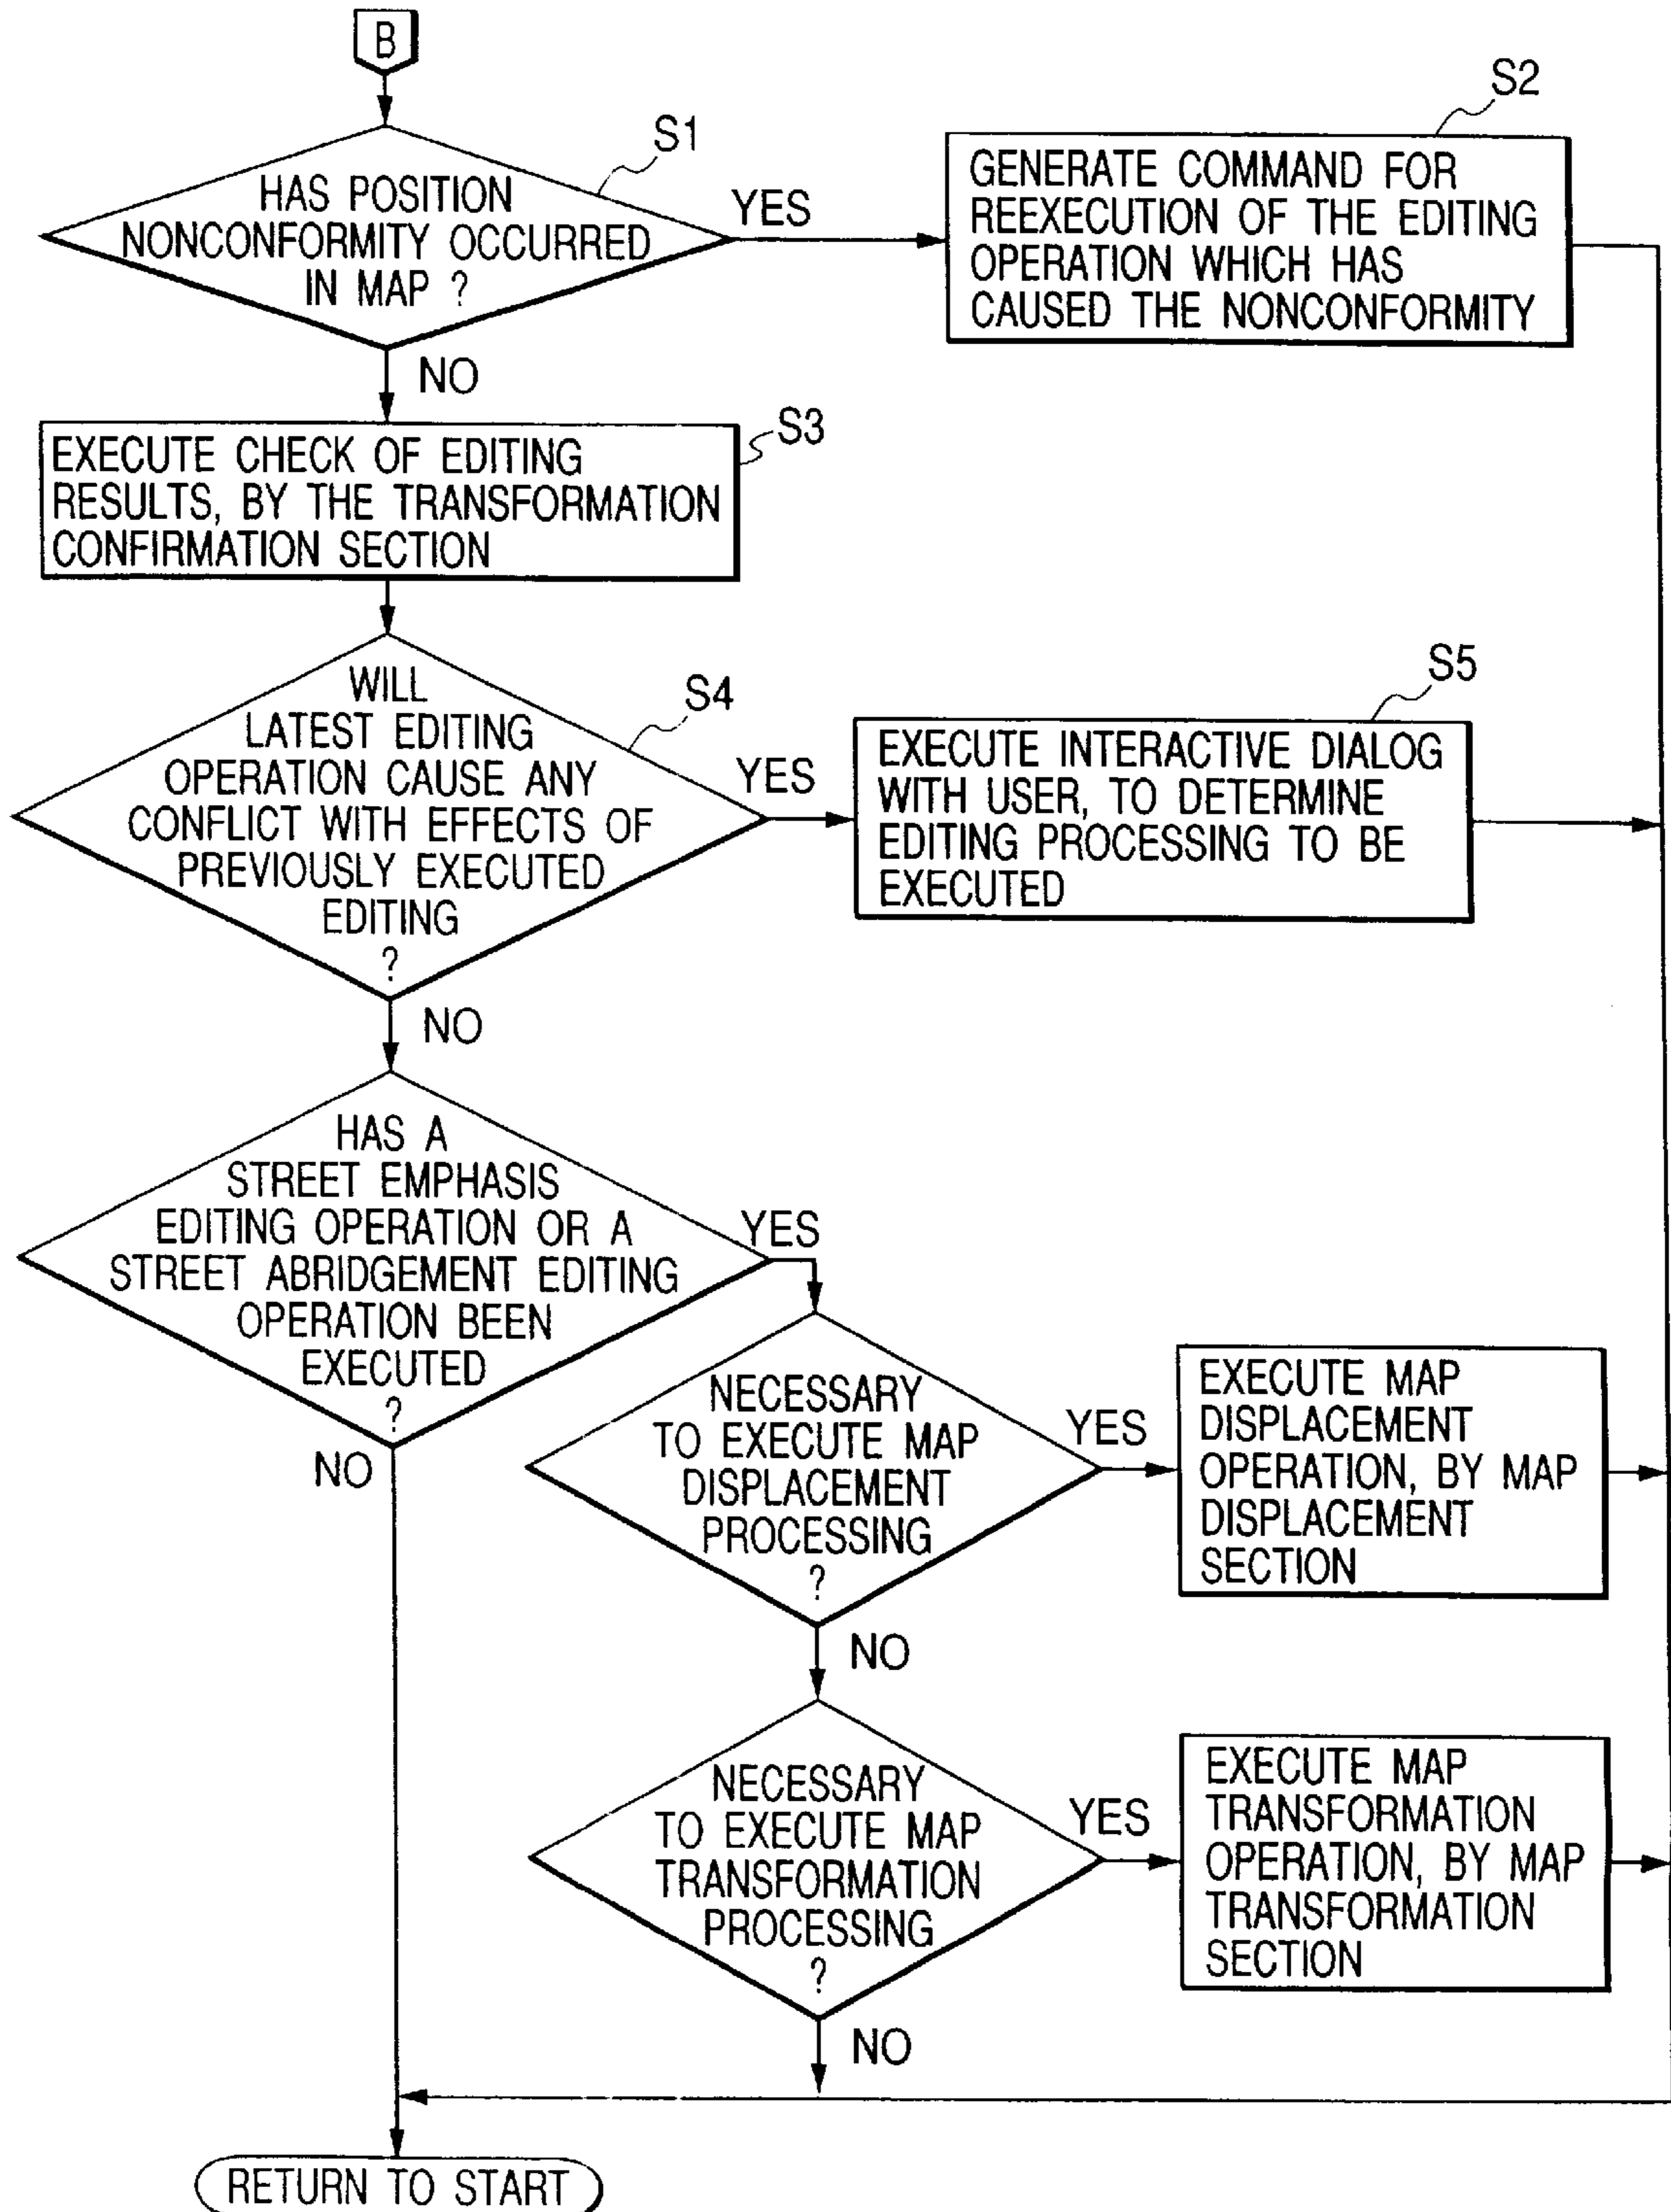 B
S1
HAS POSITION
NONCONFORMITY OCCURRED
IN MAP ?
YES
S2
GENERATE COMMAND FOR
REEXECUTION OF THE EDITING
OPERATION WHICH HAS
CAUSED THE NONCONFORMITY
NO
S3
EXECUTE CHECK OF EDITING
RESULTS, BY THE TRANSFORMATION
CONFIRMATION SECTION
S4
WILL
LATEST EDITING
OPERATION CAUSE ANY
CONFLICT WITH EFFECTS OF
PREVIOUSLY EXECUTED
EDITING
?
YES
S5
EXECUTE INTERACTIVE DIALOG
WITH USER, TO DETERMINE
EDITING PROCESSING TO BE
EXECUTED
NO
HAS A
STREET EMPHASIS
EDITING OPERATION OR A
STREET ABRIDGEMENT EDITING
OPERATION BEEN
EXECUTED
?
YES
NO
NECESSARY
TO EXECUTE MAP
DISPLACEMENT
PROCESSING
?
YES
EXECUTE MAP
DISPLACEMENT
OPERATION, BY MAP
DISPLACEMENT
SECTION
NO
NECESSARY
TO EXECUTE MAP
TRANSFORMATION
PROCESSING
?
YES
EXECUTE MAP
TRANSFORMATION
OPERATION, BY MAP
TRANSFORMATION
SECTION
NO
RETURN TO START